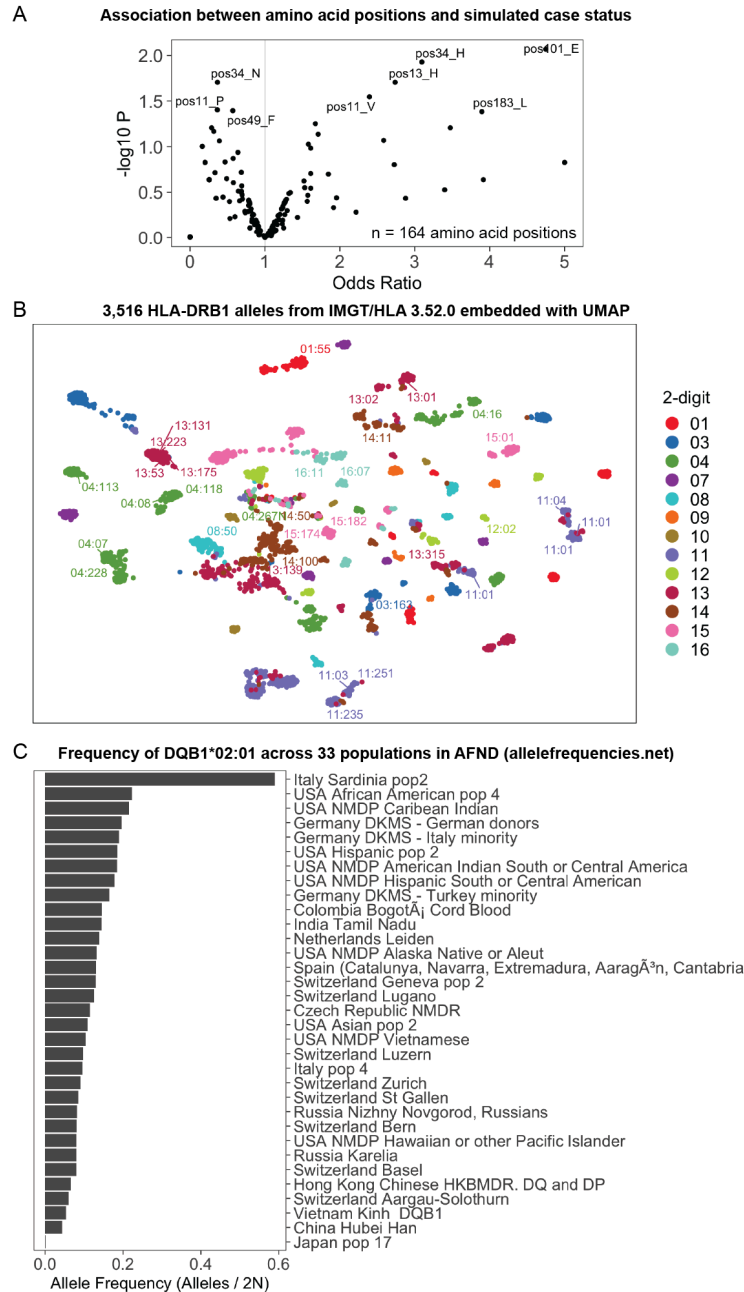 A
Association between amino acid positions and simulated case status
pos34_H
pos101_E
pos34_N
pos13_H
pos11_P
pos49_F
pos11_V
pos183_L
2.0
1.5
1.0
0.5
0.0
-log10 P
n = 164 amino acid positions
0 1 2 3 4 5
Odds Ratio
B
3,516 HLA-DRB1 alleles from IMGT/HLA 3.52.0 embedded with UMAP
01:55
13:02
13:01
04:16
13:131
13:223
14:11
15:01
13:53
13:175
16:11
16:07
04:113
04:118
04:08
11:04
11:01
04:267N
14:50
15:182
12:02
08:50
15:174
04:07
11:01
14:100
13:315
04:228
13:139
11:01
03:163
11:03
11:251
11:235
2-digit
01
03
04
07
08
09
10
11
12
13
14
15
16
C
Frequency of DQB1*02:01 across 33 populations in AFND (allelefrequencies.net)
Italy Sardinia pop2
USA African American pop 4
USA NMDP Caribean Indian
Germany DKMS - German donors
Germany DKMS - Italy minority
USA Hispanic pop 2
USA NMDP American Indian South or Central America
USA NMDP Hispanic South or Central American
Germany DKMS - Turkey minority
Colombia BogotÃ¡ Cord Blood
India Tamil Nadu
Netherlands Leiden
USA NMDP Alaska Native or Aleut
Spain (Catalunya, Navarra, Extremadura, AaragÃ³n, Cantabria
Switzerland Geneva pop 2
Switzerland Lugano
Czech Republic NMDR
USA Asian pop 2
USA NMDP Vietnamese
Switzerland Luzern
Italy pop 4
Switzerland Zurich
Switzerland St Gallen
Russia Nizhny Novgorod, Russians
Switzerland Bern
USA NMDP Hawaiian or other Pacific Islander
Russia Karelia
Switzerland Basel
Hong Kong Chinese HKBMDR. DQ and DP
Switzerland Aargau-Solothurn
Vietnam Kinh DQB1
China Hubei Han
Japan pop 17
0.0 0.2 0.4 0.6
Allele Frequency (Alleles / 2N)